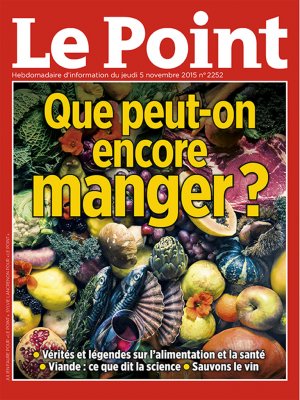 Le Point
Hebdomadaire d'information du jeudi 5 novembre 2015 n° 2252
Que peut-on
encore
manger ?
Vérités et légendes sur l'alimentation et la santé
Viande : ce que dit la science • Sauvons le vin